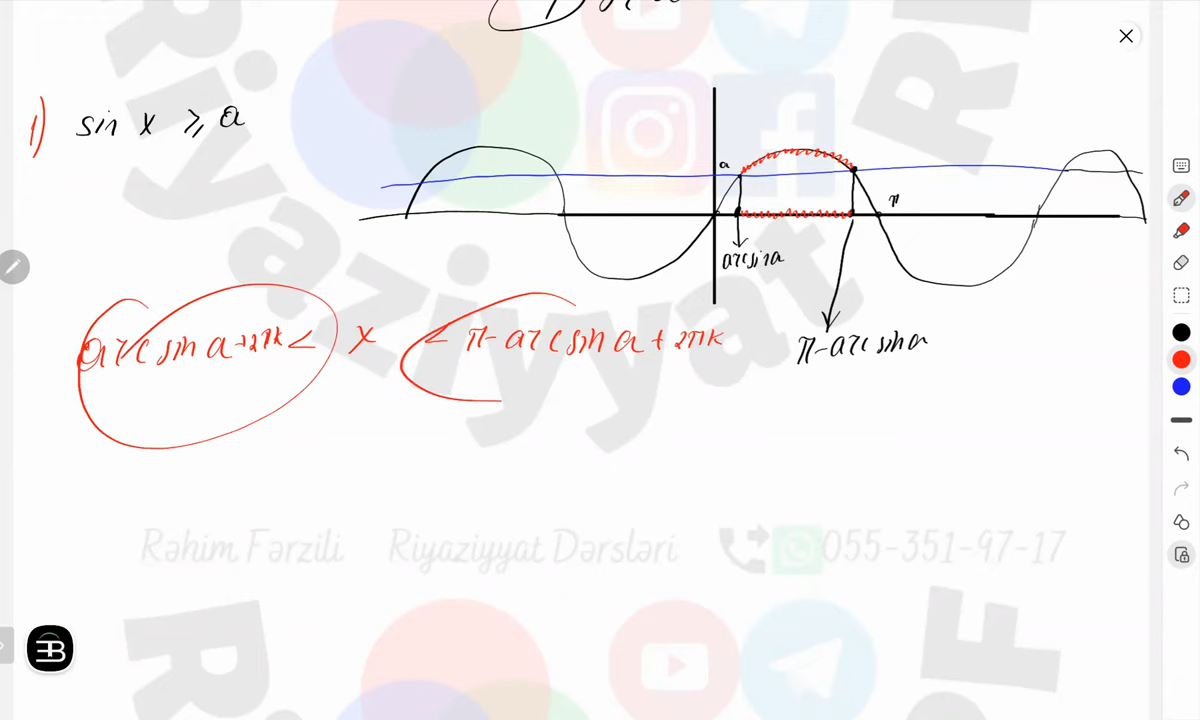 1) sin x ⩾ a
a
π
arcsin a
arcsin a + 2πk < x < π - arcsin a + 2πk
π - arcsin a
Rəhim Fərzili Riyaziyyat Dərsləri 055-351-97-17